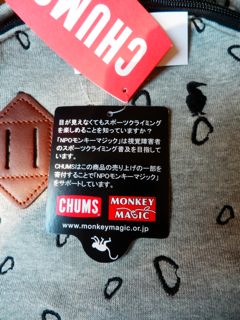 CHUMS
目が見えなくてもスポーツクライミング
を楽しめることを知っていますか？
「NPOモンキーマジック」は視覚障害者
のスポーツクライミング普及を目指して
います。
CHUMSはこの商品の売り上げの一部を
寄付することで「NPOモンキーマジック」
をサポートしています。
CHUMS
MONKEY
MAGIC
www.monkeymagic.or.jp